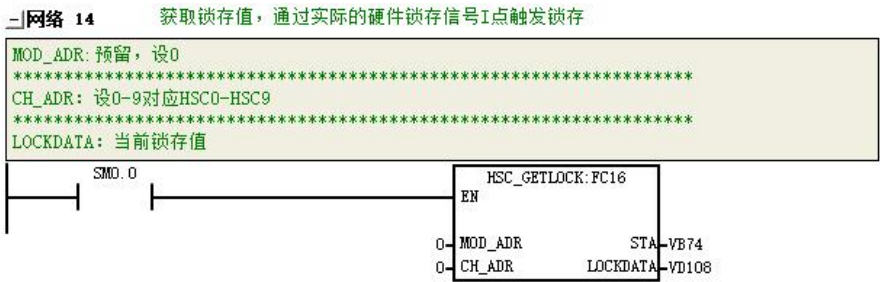 网络 14 获取锁存值，通过实际的硬件锁存信号I点触发锁存
MOD_ADR:预留，设0
********************************************************************
CH_ADR: 设0-9对应HSC0-HSC9
********************************************************************
LOCKDATA: 当前锁存值
SM0.0
HSC_GETLOCK:FC16
EN
0 MOD_ADR STA VB74
0 CH_ADR LOCKDATA VD108